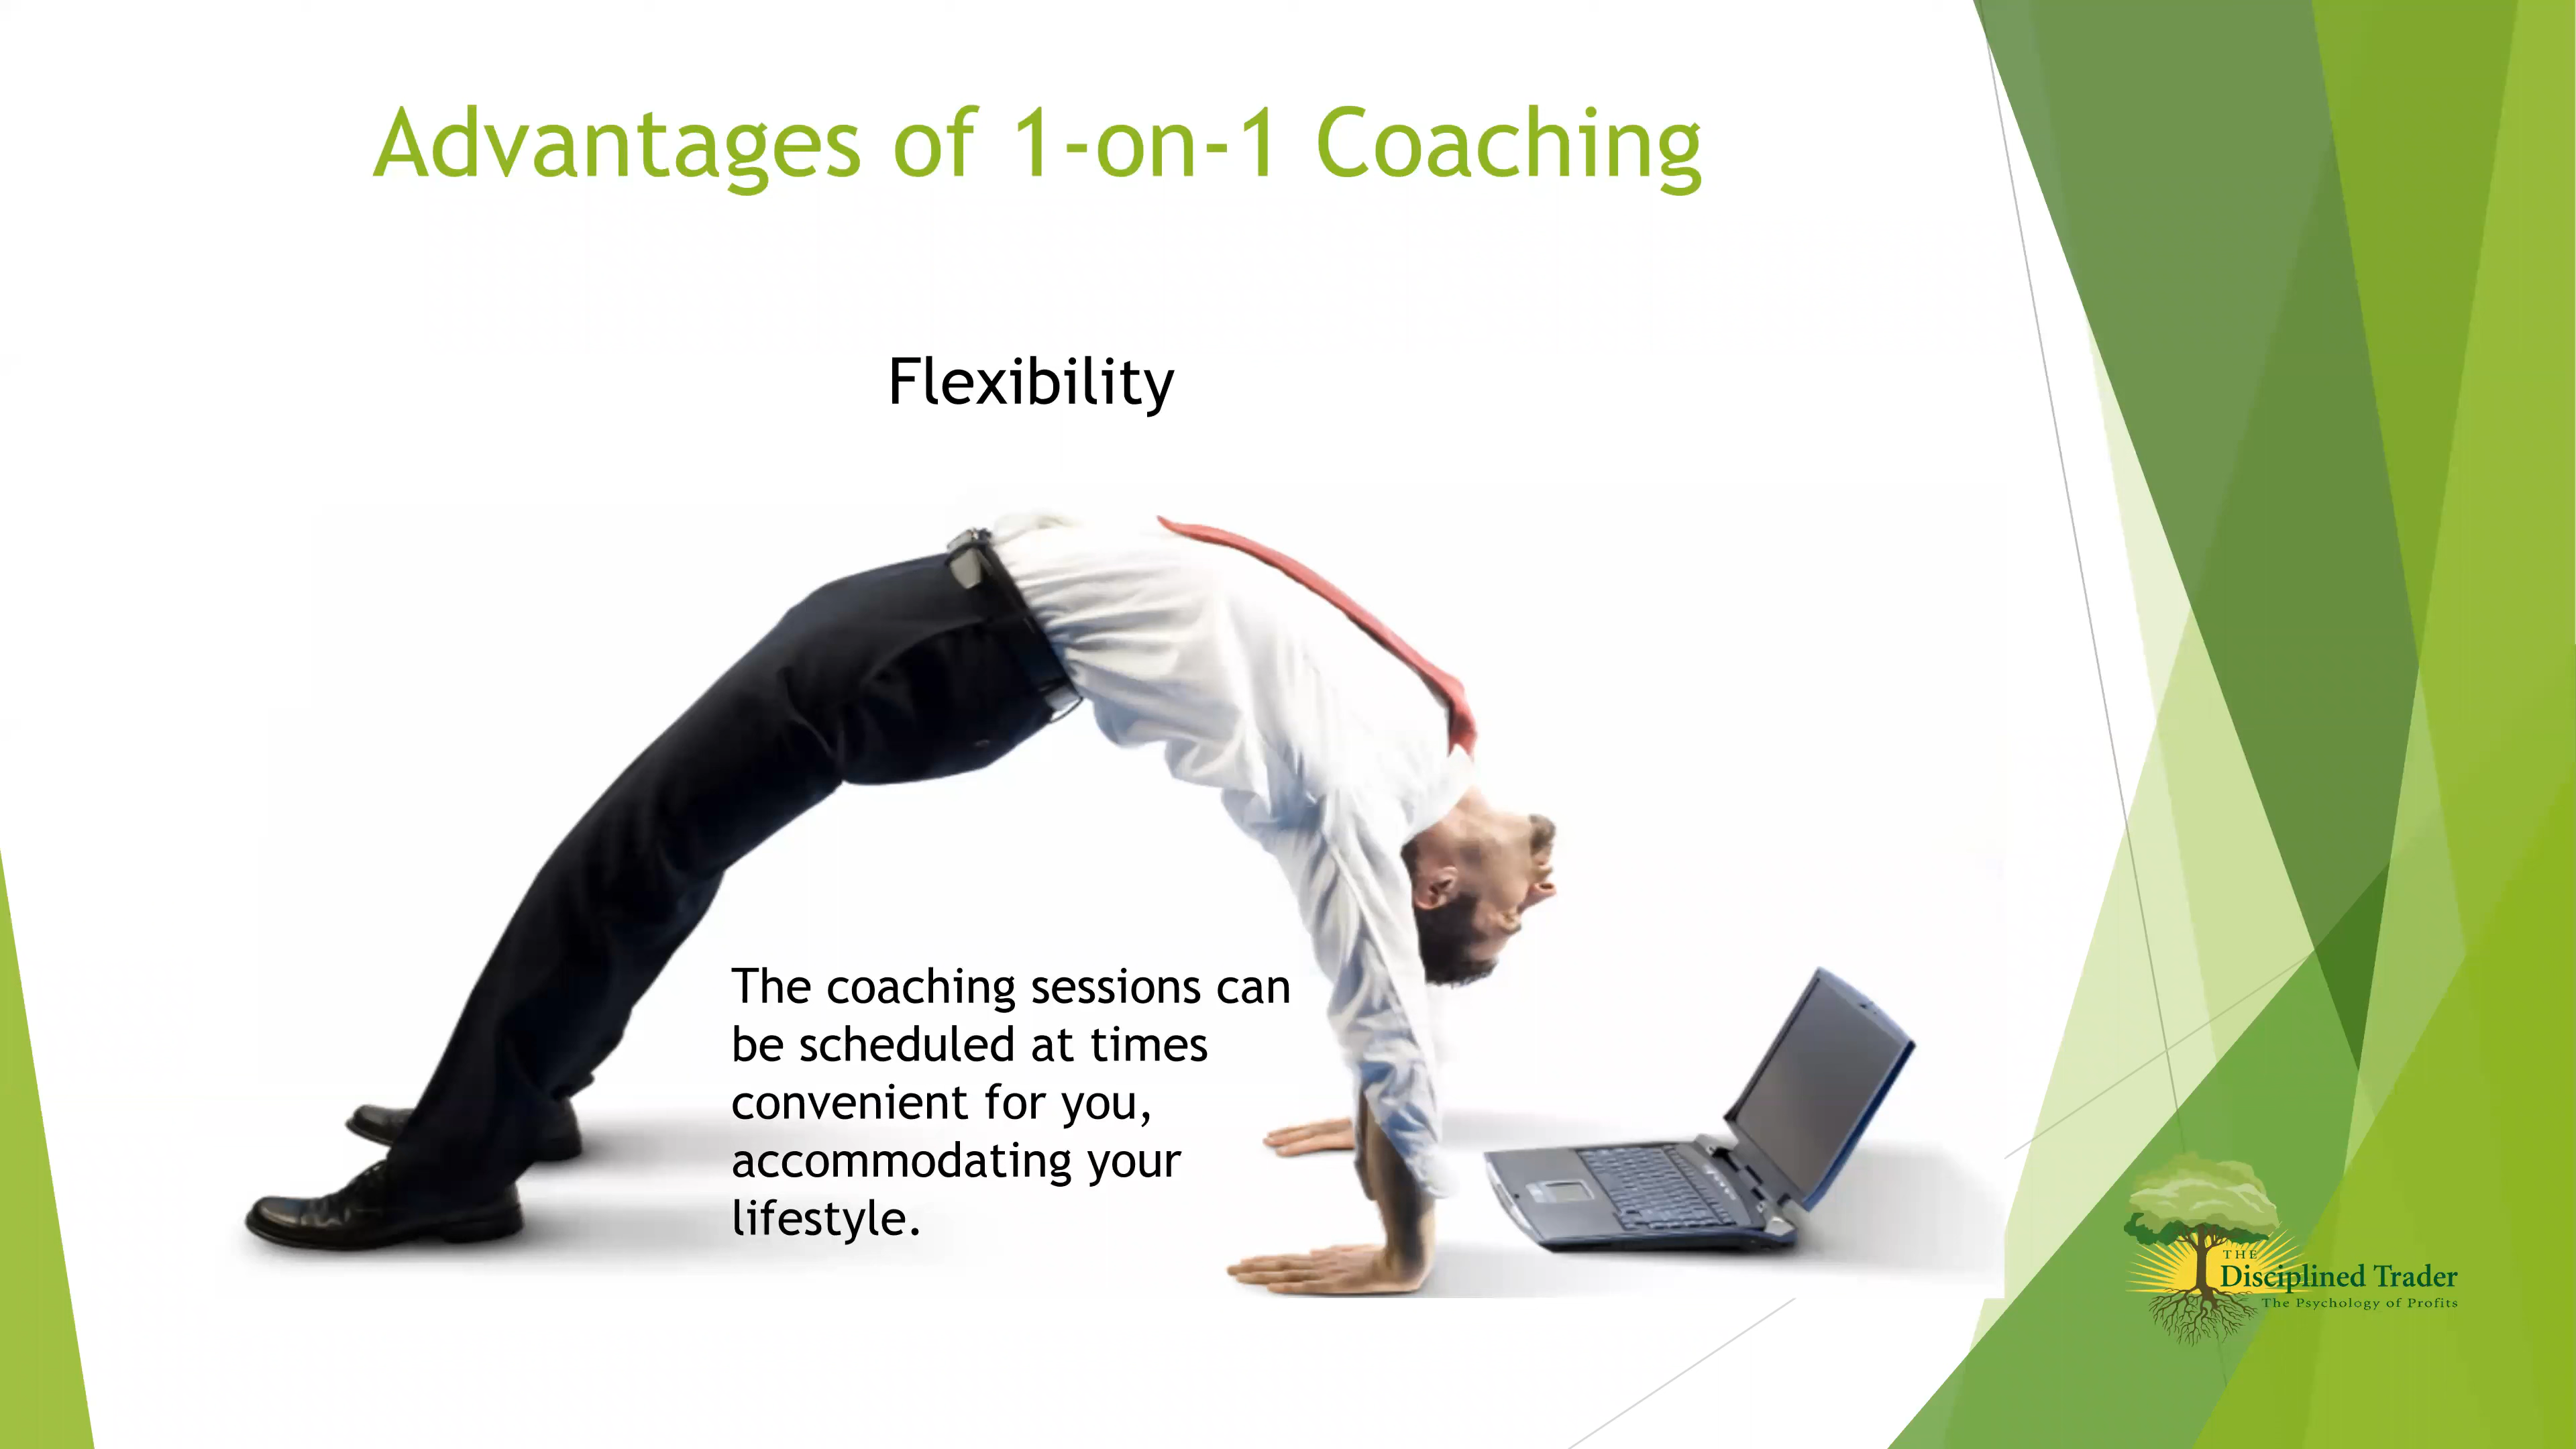 Advantages of 1-on-1 Coaching
Flexibility
The coaching sessions can
be scheduled at times
convenient for you,
accommodating your
lifestyle.
THE
Disciplined Trader
The Psychology of Profits